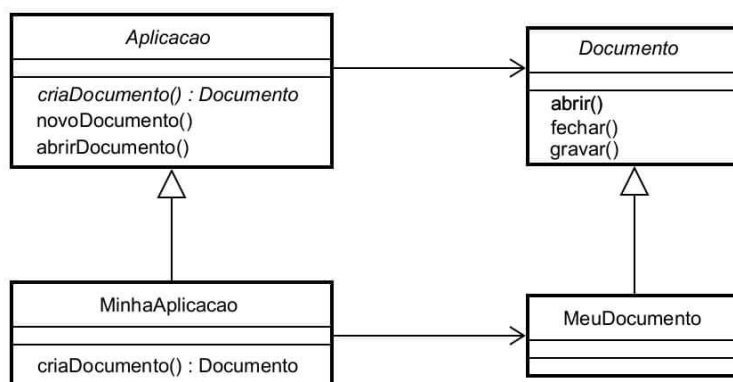 Aplicacao
criaDocumento() : Documento
novoDocumento()
abrirDocumento()
Documento
abrir()
fechar()
gravar()
MinhaAplicacao
criaDocumento() : Documento
MeuDocumento